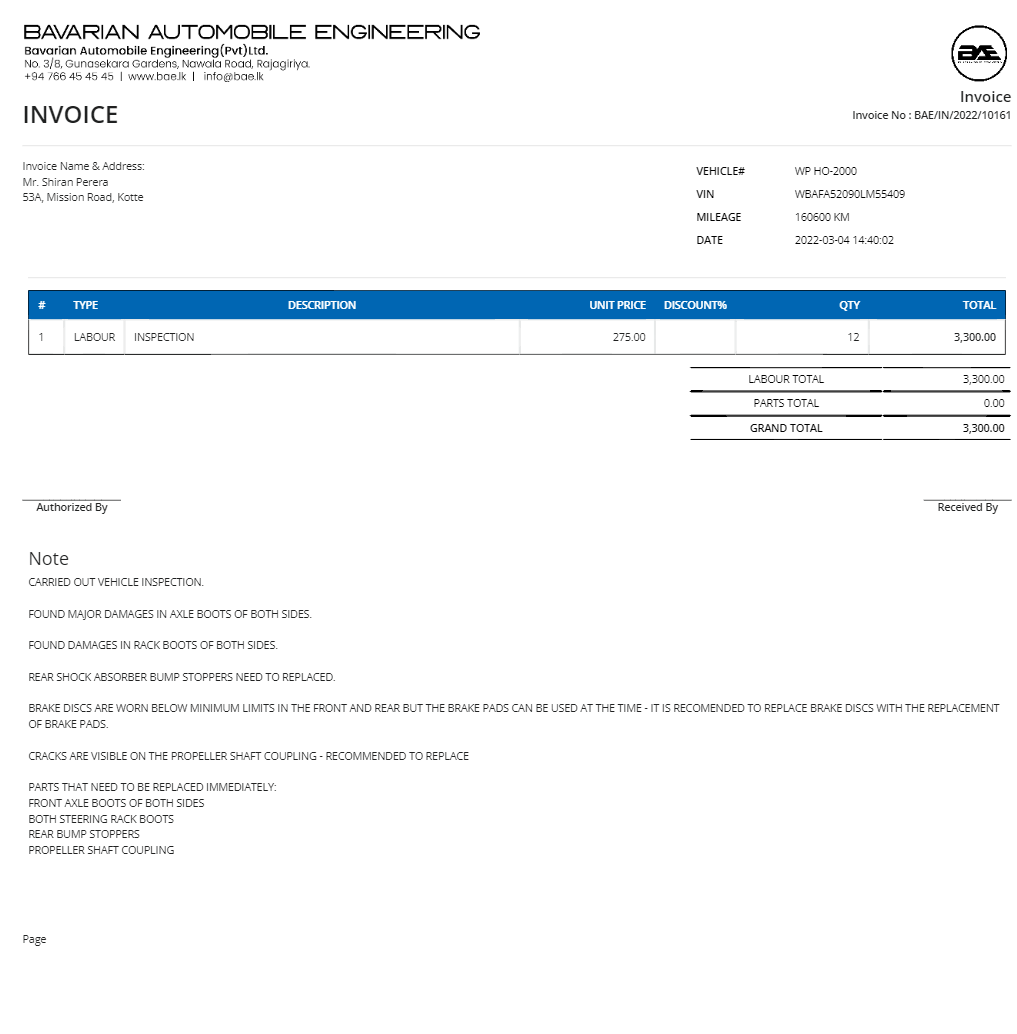 BAVARIAN AUTOMOBILE ENGINEERING
Bavarian Automobile Engineering(Pvt)Ltd.
No. 3/8, Gunasekara Gardens, Nawala Road, Rajagiriya.
+94 766 45 45 45 | www.bae.lk | info@bae.lk
BAE
Invoice
INVOICE
Invoice No : BAE/IN/2022/10161
Invoice Name & Address:
Mr. Shiran Perera
53A, Mission Road, Kotte
VEHICLE# WP HO-2000
VIN WBAFA52090LM55409
MILEAGE 160600 KM
DATE 2022-03-04 14:40:02
# TYPE DESCRIPTION UNIT PRICE DISCOUNT% QTY TOTAL
1 LABOUR INSPECTION 275.00 12 3,300.00
LABOUR TOTAL 3,300.00
PARTS TOTAL 0.00
GRAND TOTAL 3,300.00
Authorized By Received By
Note
CARRIED OUT VEHICLE INSPECTION.
FOUND MAJOR DAMAGES IN AXLE BOOTS OF BOTH SIDES.
FOUND DAMAGES IN RACK BOOTS OF BOTH SIDES.
REAR SHOCK ABSORBER BUMP STOPPERS NEED TO REPLACED.
BRAKE DISCS ARE WORN BELOW MINIMUM LIMITS IN THE FRONT AND REAR BUT THE BRAKE PADS CAN BE USED AT THE TIME - IT IS RECOMENDED TO REPLACE BRAKE DISCS WITH THE REPLACEMENT
OF BRAKE PADS.
CRACKS ARE VISIBLE ON THE PROPELLER SHAFT COUPLING - RECOMMENDED TO REPLACE
PARTS THAT NEED TO BE REPLACED IMMEDIATELY:
FRONT AXLE BOOTS OF BOTH SIDES
BOTH STEERING RACK BOOTS
REAR BUMP STOPPERS
PROPELLER SHAFT COUPLING
Page